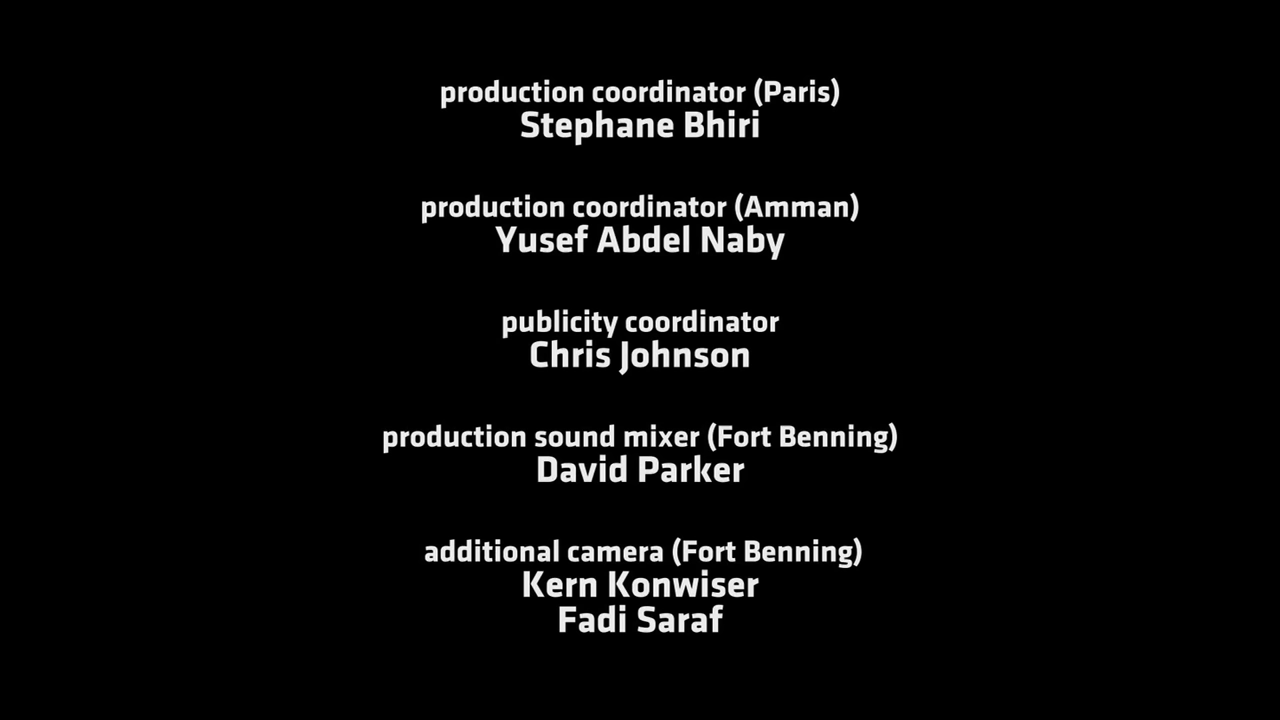 production coordinator (Paris)
Stephane Bhiri
production coordinator (Amman)
Yusef Abdel Naby
publicity coordinator
Chris Johnson
production sound mixer (Fort Benning)
David Parker
additional camera (Fort Benning)
Kern Konwiser
Fadi Saraf